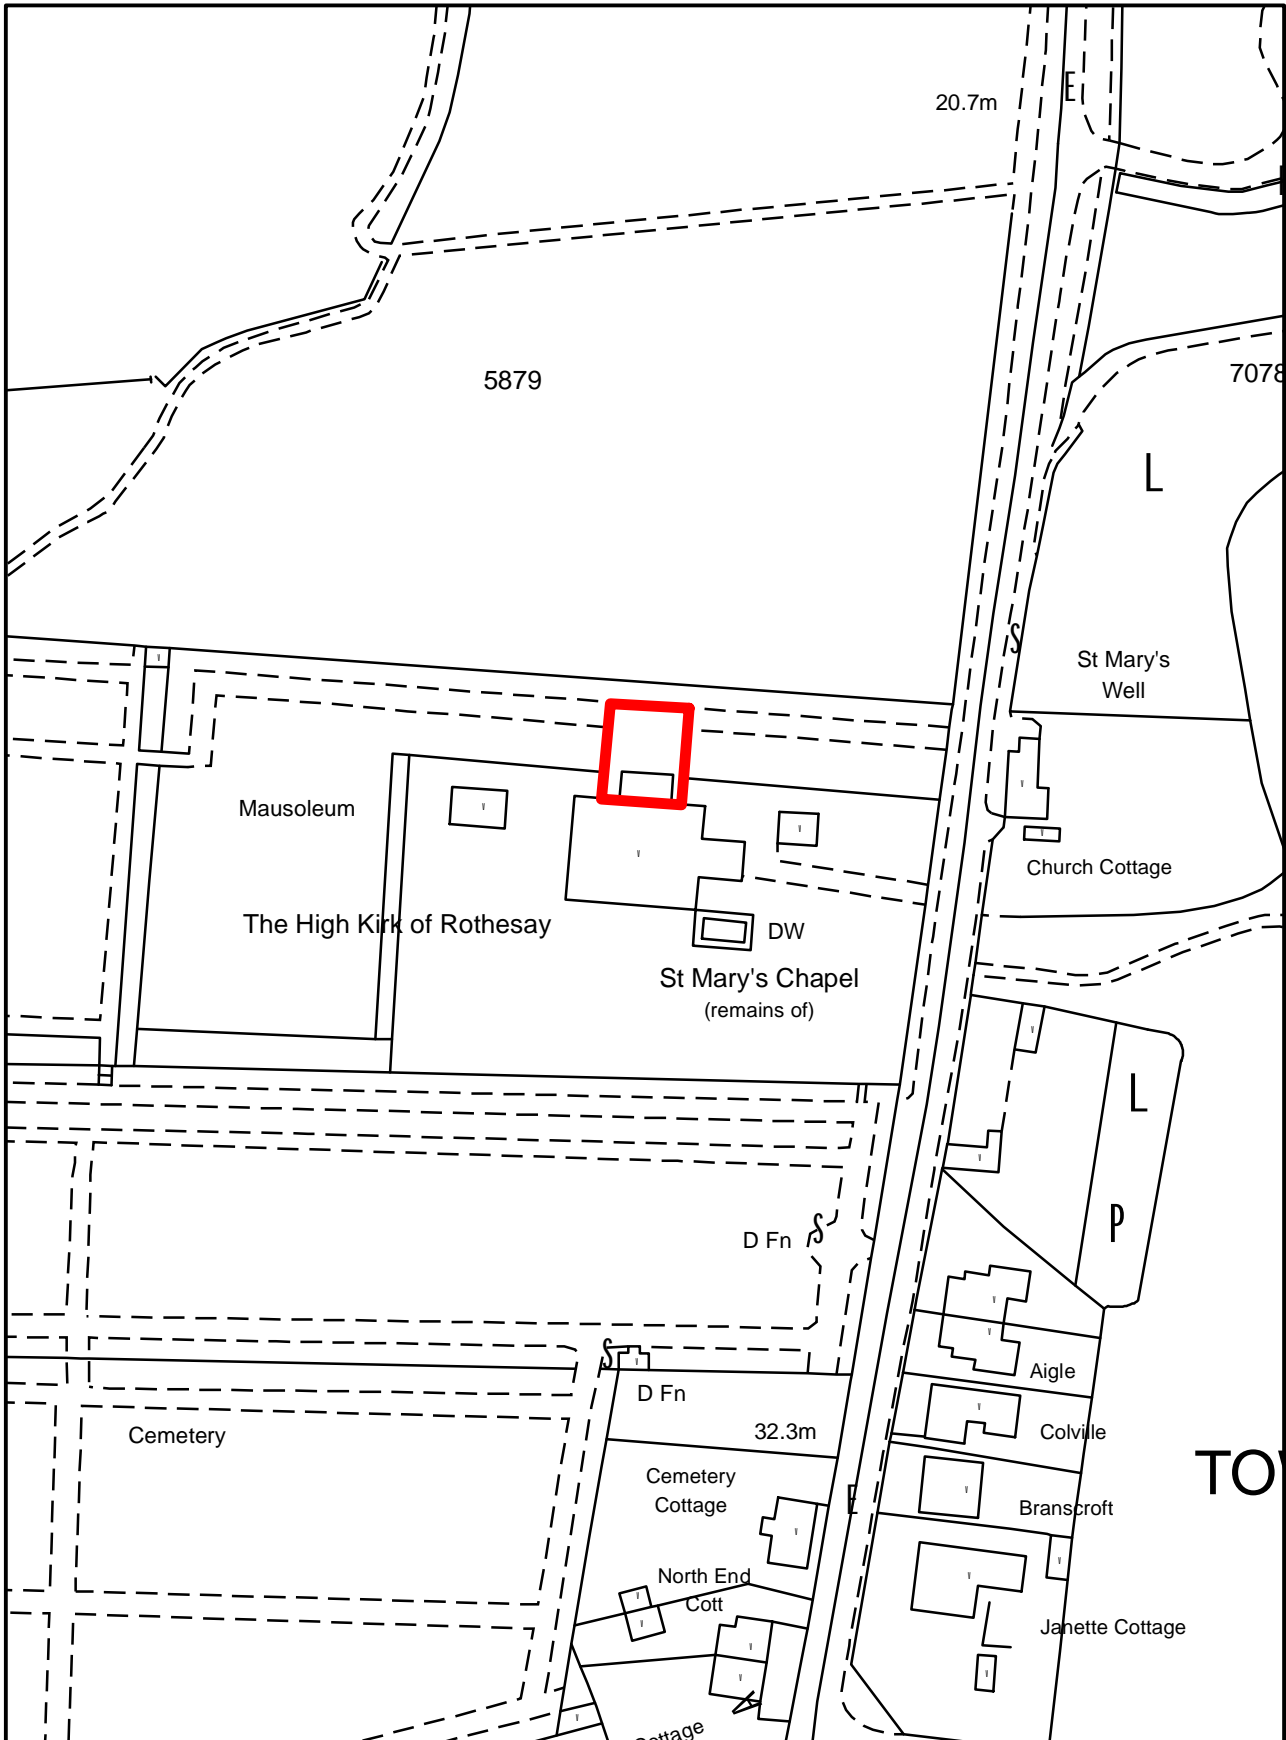 E
20.7m
5879
7078
L
S
St Mary's
Well
Mausoleum
Church Cottage
The High Kirk of Rothesay
DW
St Mary's Chapel
(remains of)
L
P
S
D Fn
S
Aigle
D Fn
32.3m
Colville
Cemetery
TO
Cemetery
Cottage
E
Branscroft
North End
Cott
Janette Cottage